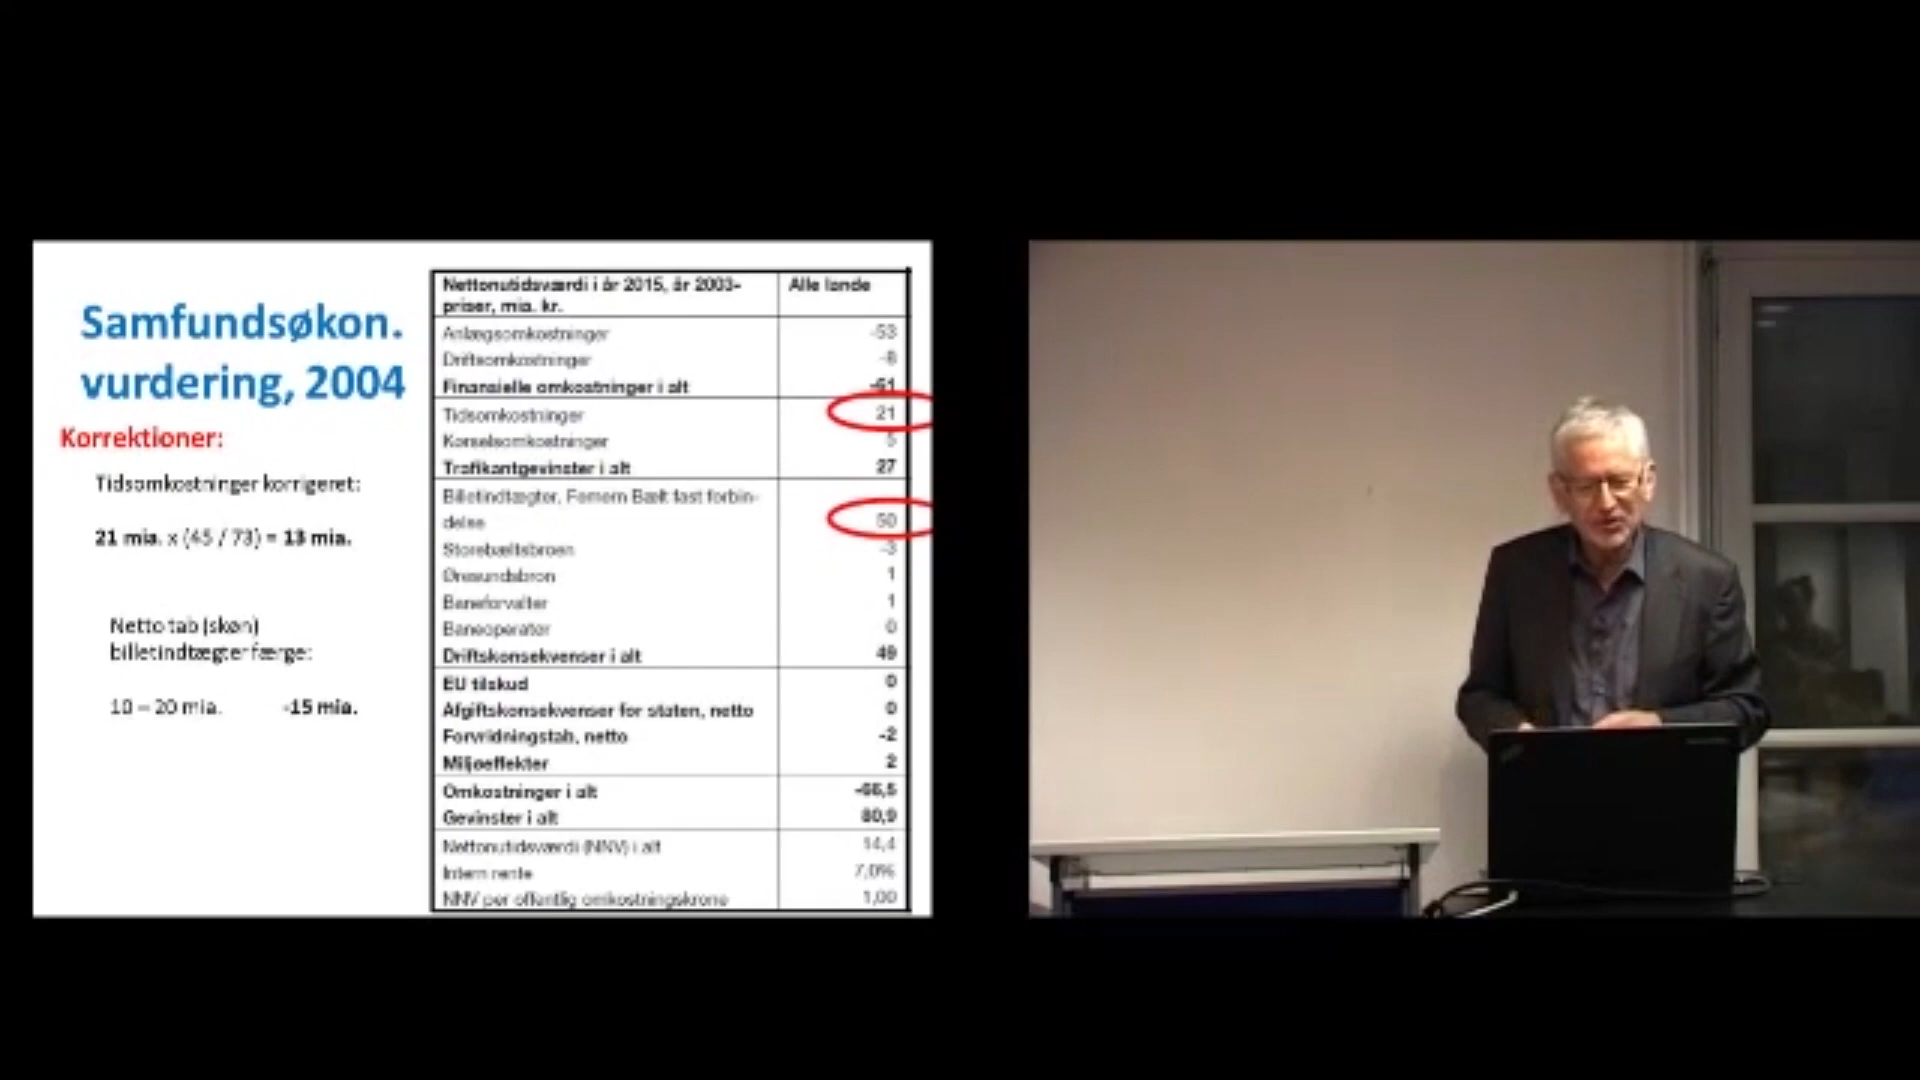 Samfundsøkon.
vurdering, 2004
Korrektioner:
Tidsomkostninger korrigeret:
21 mia. x (45 / 73) = 13 mia.
Netto tab (skøn)
billetindtægter færge:
10 – 20 mia. -15 mia.
Nettonutidsværdi i år 2015, år 2003- Alle lande
priser, mia. kr.
Anlægsomkostninger -53
Driftsomkostninger -8
Finansielle omkostninger i alt -61
Tidsomkostninger 21
Kørselsomkostninger 5
Trafikantgevinster i alt 27
Billetindtægter, Femern Bælt fast forbin-
delse 50
Storebæltsbroen -3
Øresundsbron 1
Baneforvalter 1
Baneoperatør 0
Driftskonsekvenser i alt 49
EU tilskud 0
Afgiftskonsekvenser for staten, netto 0
Forvridningstab, netto -2
Miljøeffekter 2
Omkostninger i alt -66,5
Gevinster i alt 80,9
Nettonutidsværdi (NNV) i alt 14,4
Intern rente 7,0%
NNV per offentlig omkostningskrone 1,00